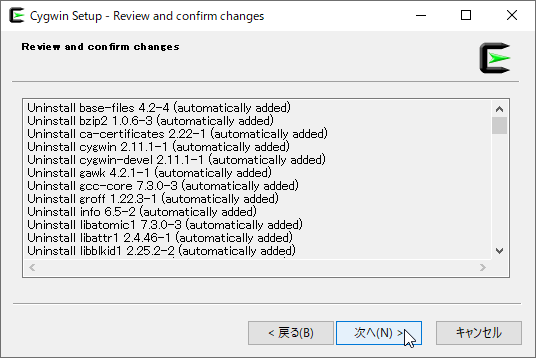 Cygwin Setup - Review and confirm changes
Review and confirm changes
Uninstall base-files 4.2-4 (automatically added)
Uninstall bzip2 1.0.6-3 (automatically added)
Uninstall ca-certificates 2.22-1 (automatically added)
Uninstall cygwin 2.11.1-1 (automatically added)
Uninstall cygwin-devel 2.11.1-1 (automatically added)
Uninstall gawk 4.2.1-1 (automatically added)
Uninstall gcc-core 7.3.0-3 (automatically added)
Uninstall groff 1.22.3-1 (automatically added)
Uninstall info 6.5-2 (automatically added)
Uninstall libatomic1 7.3.0-3 (automatically added)
Uninstall libattr1 2.4.46-1 (automatically added)
Uninstall libblkid1 2.25.2-2 (automatically added)
< 戻る(B) 次へ(N) > キャンセル